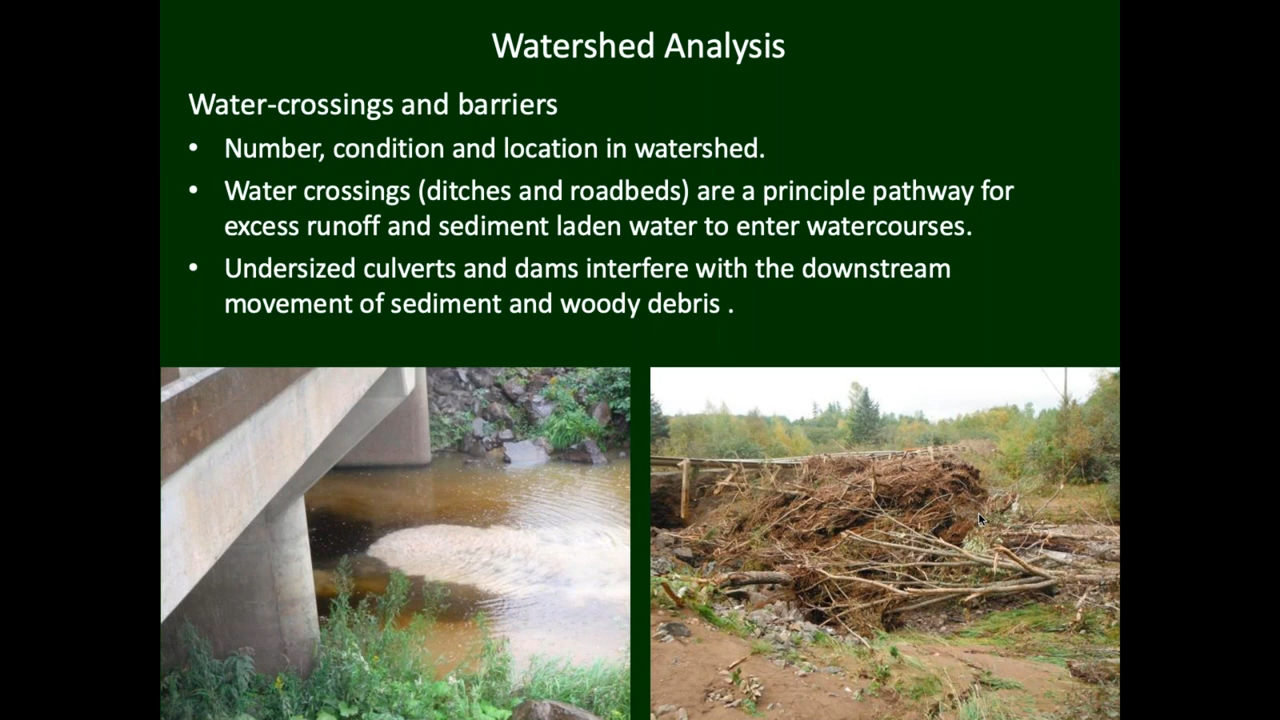 Watershed Analysis
Water-crossings and barriers
• Number, condition and location in watershed.
• Water crossings (ditches and roadbeds) are a principle pathway for
excess runoff and sediment laden water to enter watercourses.
• Undersized culverts and dams interfere with the downstream
movement of sediment and woody debris .